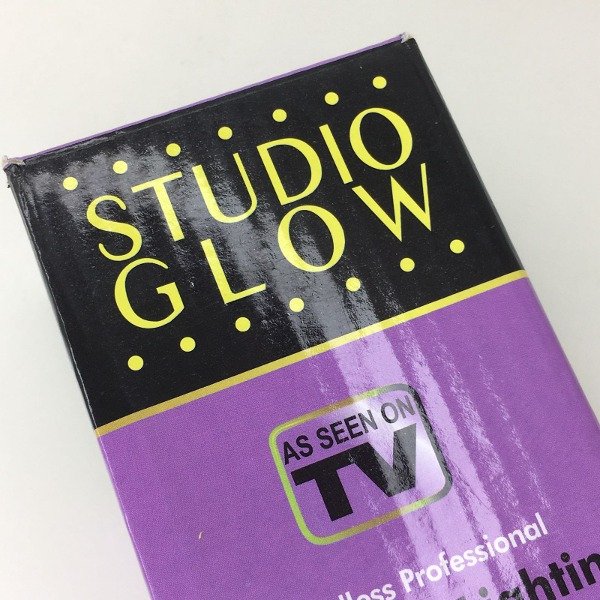 STUDIO
GLOW
AS SEEN ON
TV
Professional